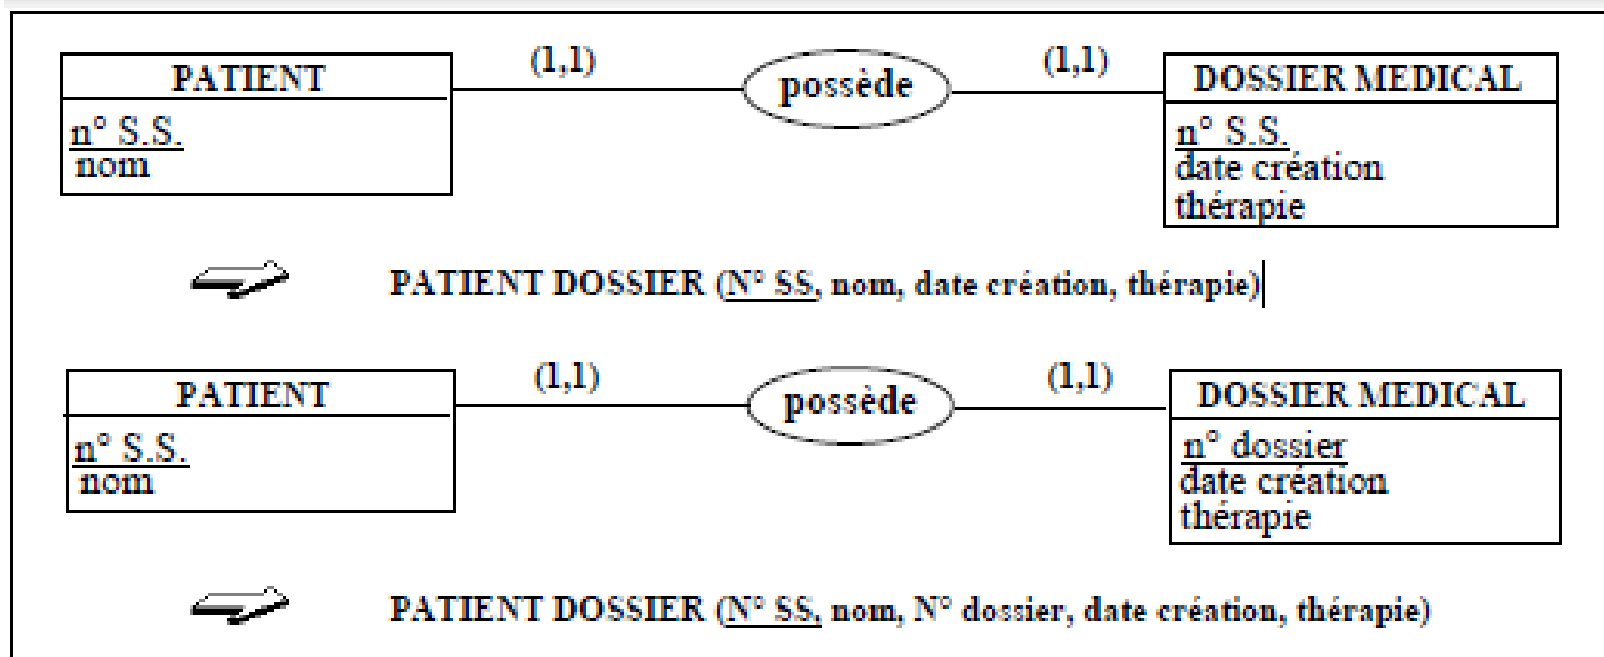 (1,1) (1,1)
PATIENT possède DOSSIER MEDICAL
n° S.S. n° S.S.
nom date création
thérapie
PATIENT DOSSIER (N° SS, nom, date création, thérapie)
(1,1) (1,1)
PATIENT possède DOSSIER MEDICAL
n° S.S. n° dossier
nom date création
thérapie
PATIENT DOSSIER (N° SS, nom, N° dossier, date création, thérapie)